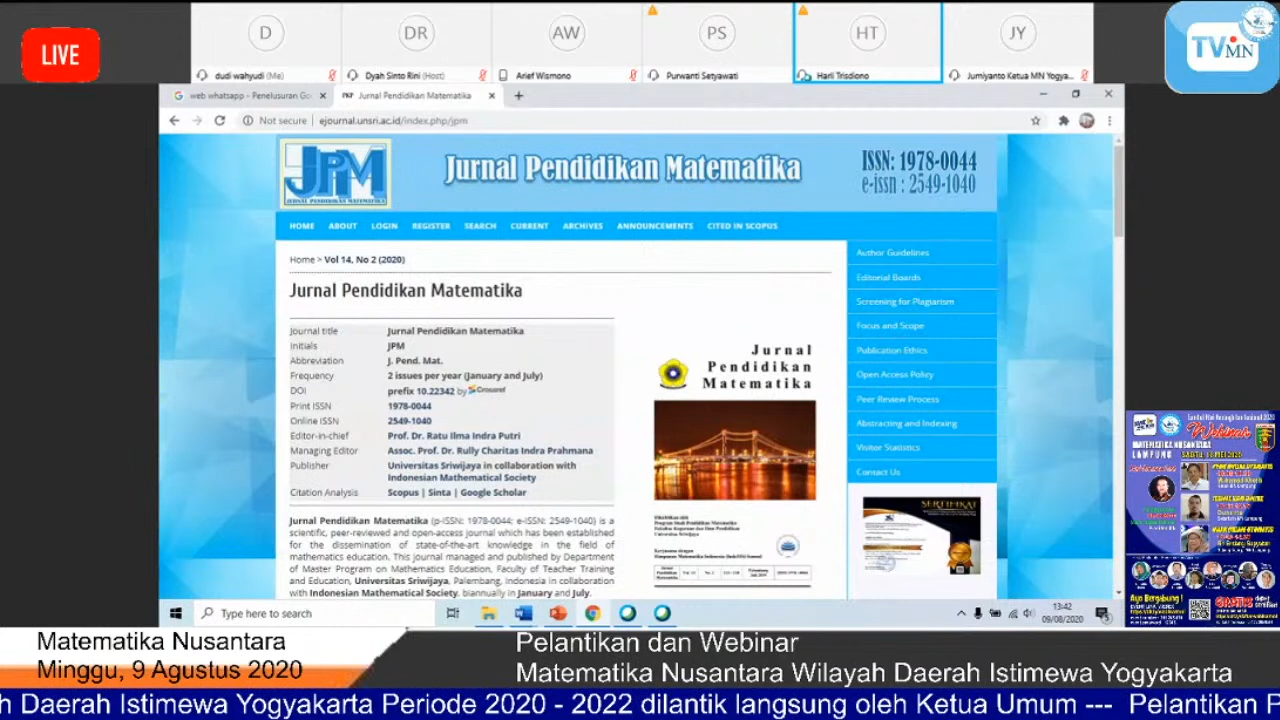 LIVE
D
DR
AW
PS
HT
JY
TVMN
dudi wahyudi (Me)
Dyah Sinto Rini (Host)
Arief Wismono
Purwanti Setyawati
Haril Trisdiono
Jumiyanto Ketua MN Yogya...
web whatsapp - Penelusuran Go
Jurnal Pendidikan Matematika
Not secure
ejournal.unsri.ac.id/index.php/jpm
JPM
JURNAL PENDIDIKAN MATEMATIKA
Jurnal Pendidikan Matematika
ISSN: 1978-0044
e-issn : 2549-1040
HOME ABOUT LOGIN REGISTER SEARCH CURRENT ARCHIVES ANNOUNCEMENTS CITED IN SCOPUS
Home > Vol 14, No 2 (2020)
Jurnal Pendidikan Matematika
Journal title Jurnal Pendidikan Matematika
Initials JPM
Abbreviation J. Pend. Mat.
Frequency 2 issues per year (January and July)
DOI prefix 10.22342 by Crossref
Print ISSN 1978-0044
Online ISSN 2549-1040
Editor-in-chief Prof. Dr. Ratu Ilma Indra Putri
Managing Editor Assoc. Prof. Dr. Rully Charitas Indra Prahmana
Publisher Universitas Sriwijaya in collaboration with
Indonesian Mathematical Society
Citation Analysis Scopus | Sinta | Google Scholar
Jurnal Pendidikan Matematika (p-ISSN: 1978-0044; e-ISSN: 2549-1040) is a
scientific, peer-reviewed and open-access journal which has been established
for the dissemination of state-of-the-art knowledge in the field of
mathematics education. This journal managed and published by Department
of Master Program on Mathematics Education, Faculty of Teacher Training
and Education, Universitas Sriwijaya, Palembang, Indonesia in collaboration
with Indonesian Mathematical Society, biannually in January and July.
Jurnal
Pendidikan
Matematika
Author Guidelines
Editorial Boards
Screening for Plagiarism
Focus and Scope
Publication Ethics
Open Access Policy
Peer Review Process
Abstracting and Indexing
Visitor Statistics
Contact Us
SERTIFIKAT
Webinar
MATEMATIKA NUSANTARA
LAMPUNG
Ayo Bergabung !
GRATIS
Type here to search
13:42
09/08/2020
Matematika Nusantara
Minggu, 9 Agustus 2020
Pelantikan dan Webinar
Matematika Nusantara Wilayah Daerah Istimewa Yogyakarta
h Daerah Istimewa Yogyakarta Periode 2020 - 2022 dilantik langsung oleh Ketua Umum --- Pelantikan P